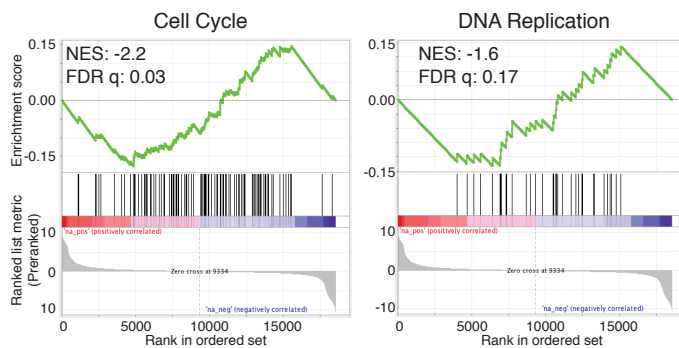 Cell Cycle
DNA Replication
Enrichtment score
0.15
0.00
-0.15
NES: -2.2
FDR q: 0.03
0.15
0.00
-0.15
NES: -1.6
FDR q: 0.17
Ranked list metric
(Preranked)
'na_pos' (positively correlated)
10
0
10
Zero cross at 9334
'na_neg' (negatively correlated)
0 5000 10000 15000
Rank in ordered set
'na_pos' (positively correlated)
10
0
-10
Zero cross at 9334
'na_neg' (negatively correlated)
0 5000 10000 15000
Rank in ordered set